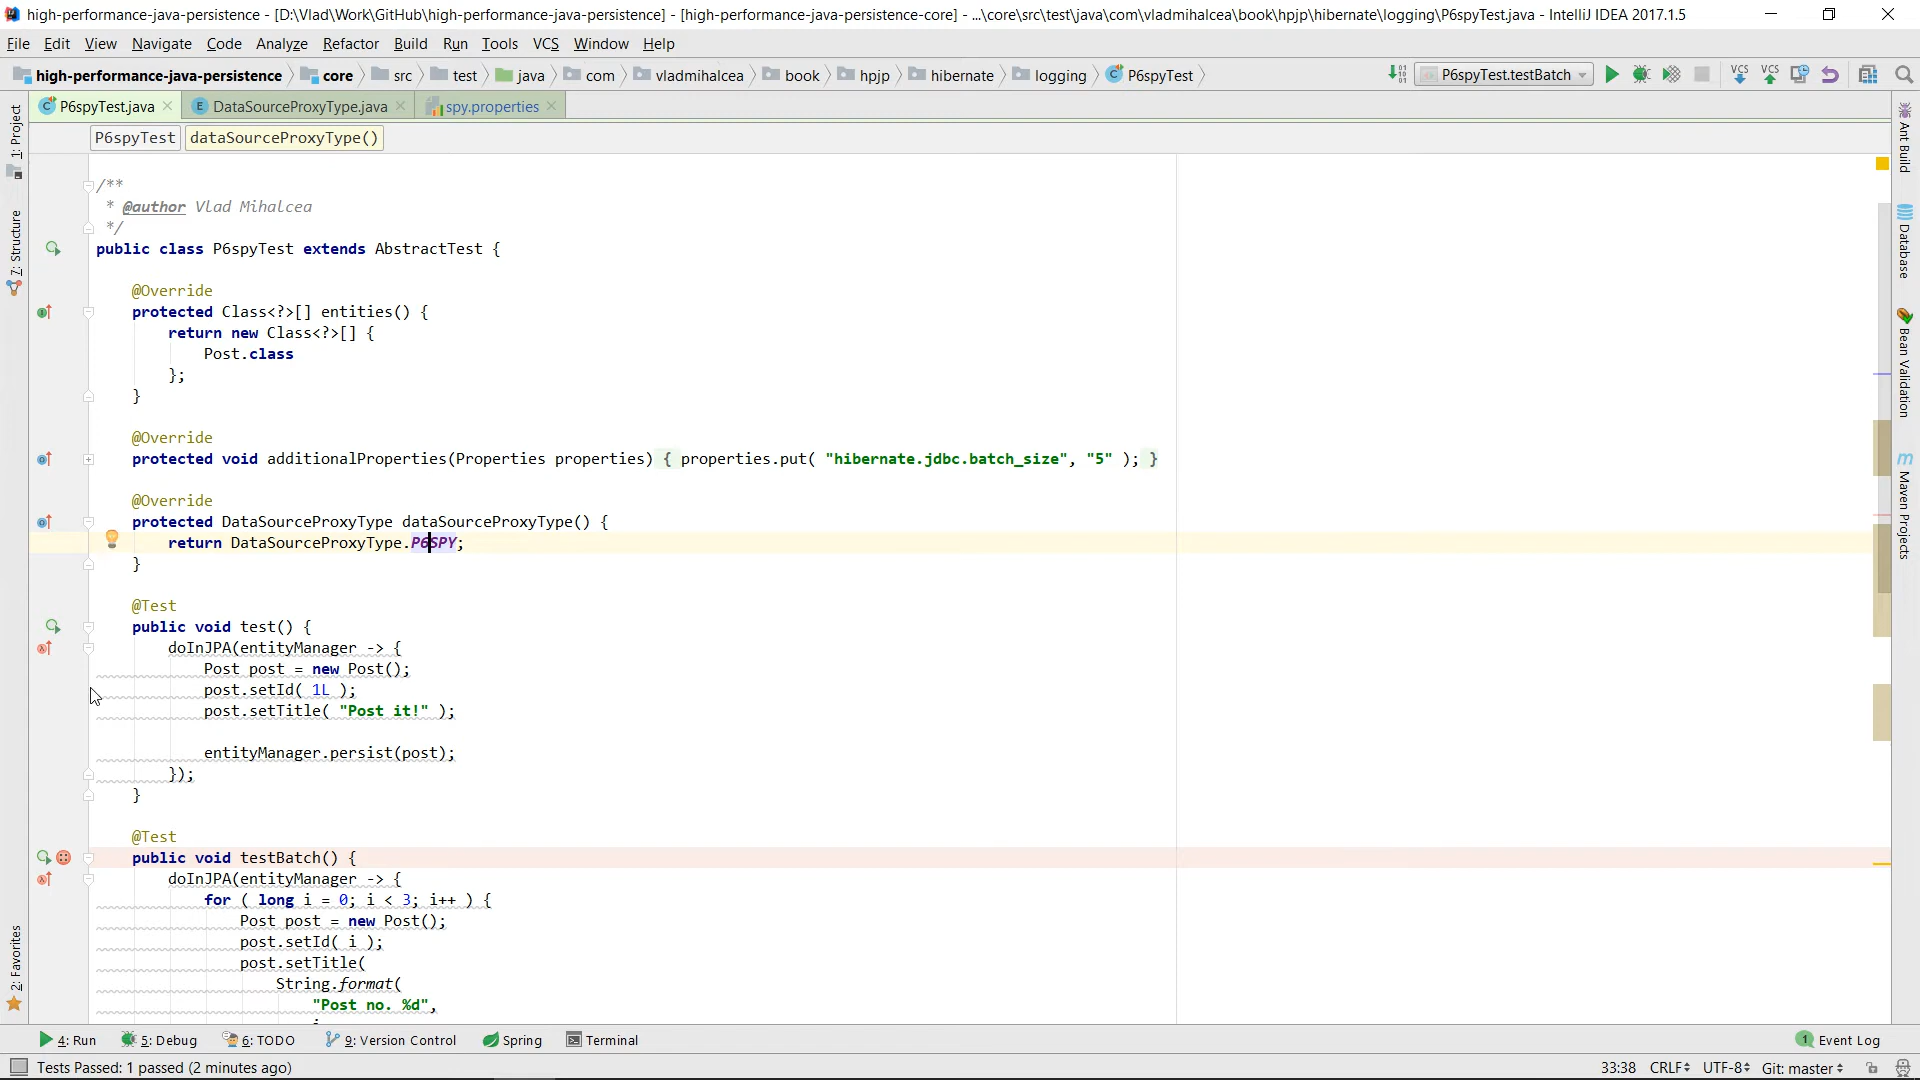 high-performance-java-persistence - [D:\Vlad\Work\GitHub\high-performance-java-persistence] - [high-performance-java-persistence-core] - ...\core\src\test\java\com\vladmihalcea\book\hpjp\hibernate\logging\P6spyTest.java - IntelliJ IDEA 2017.1.5
File Edit View Navigate Code Analyze Refactor Build Run Tools VCS Window Help
high-performance-java-persistence core src test java com vladmihalcea book hpjp hibernate logging P6spyTest P6spyTest.testBatch VCS VCS
P6spyTest.java DataSourceProxyType.java spy.properties
P6spyTest dataSourceProxyType()
/**
* @author Vlad Mihalcea
*/
public class P6spyTest extends AbstractTest {
@Override
protected Class<?>[] entities() {
return new Class<?>[] {
Post.class
};
}
@Override
protected void additionalProperties(Properties properties) { properties.put( "hibernate.jdbc.batch_size", "5" ); }
@Override
protected DataSourceProxyType dataSourceProxyType() {
return DataSourceProxyType.P6SPY;
}
@Test
public void test() {
doInJPA(entityManager -> {
Post post = new Post();
post.setId( 1L );
post.setTitle( "Post it!" );
entityManager.persist(post);
});
}
@Test
public void testBatch() {
doInJPA(entityManager -> {
for ( long i = 0; i < 3; i++ ) {
Post post = new Post();
post.setId( i );
post.setTitle(
String.format(
"Post no. %d",
1: Project
7: Structure
2: Favorites
Ant Build
Database
Bean Validation
Maven Projects
4: Run 5: Debug 6: TODO 9: Version Control Spring Terminal 1 Event Log
Tests Passed: 1 passed (2 minutes ago) 33:38 CRLF UTF-8 Git: master